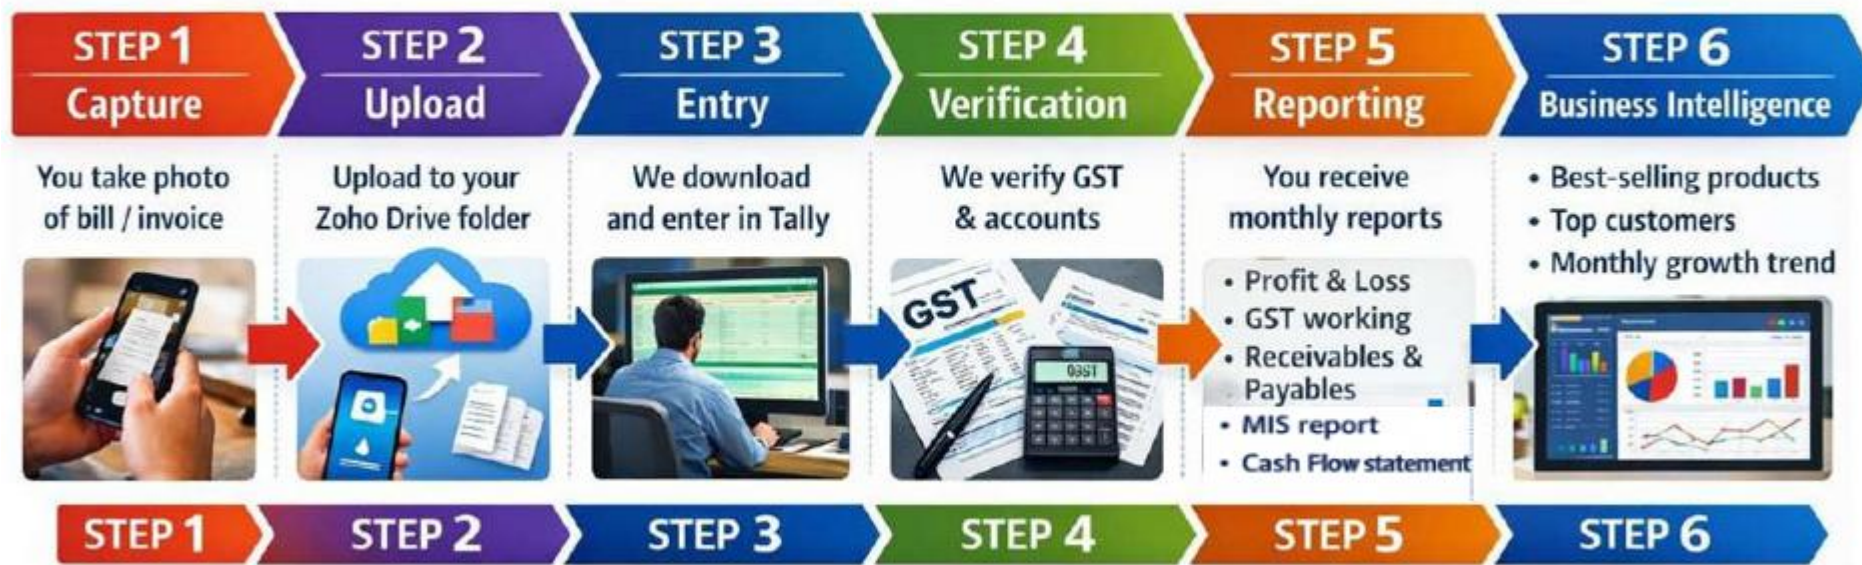 STEP 1
Capture
You take photo
of bill / invoice
STEP 2
Upload
Upload to your
Zoho Drive folder
STEP 3
Entry
We download
and enter in Tally
STEP 4
Verification
We verify GST
& accounts
GST
STEP 5
Reporting
You receive
monthly reports
• Profit & Loss
• GST working
• Receivables &
Payables
• MIS report
• Cash Flow statement
STEP 6
Business Intelligence
• Best-selling products
• Top customers
• Monthly growth trend
STEP 1
STEP 2
STEP 3
STEP 4
STEP 5
STEP 6